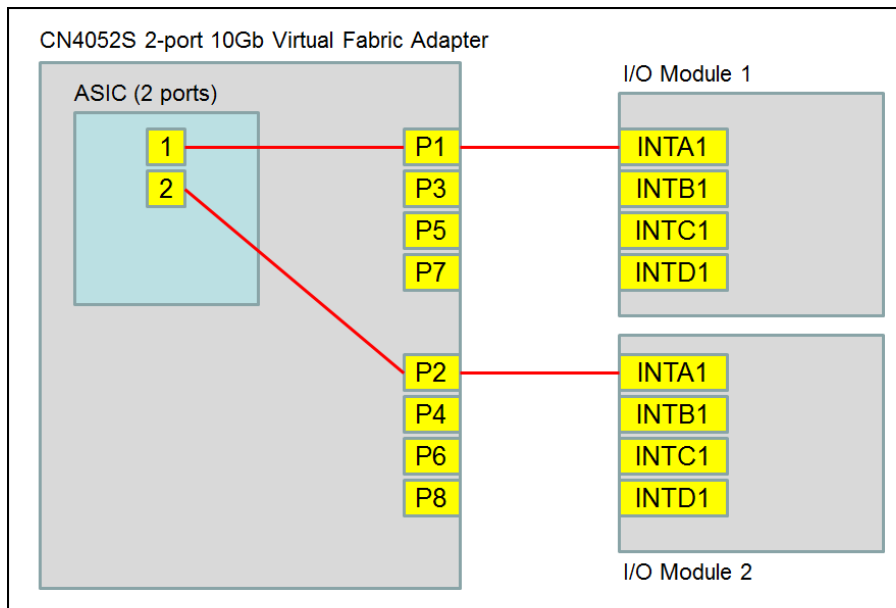 CN4052S 2-port 10Gb Virtual Fabric Adapter
ASIC (2 ports)
1
2
P1
P3
P5
P7
P2
P4
P6
P8
I/O Module 1
INTA1
INTB1
INTC1
INTD1
INTA1
INTB1
INTC1
INTD1
I/O Module 2